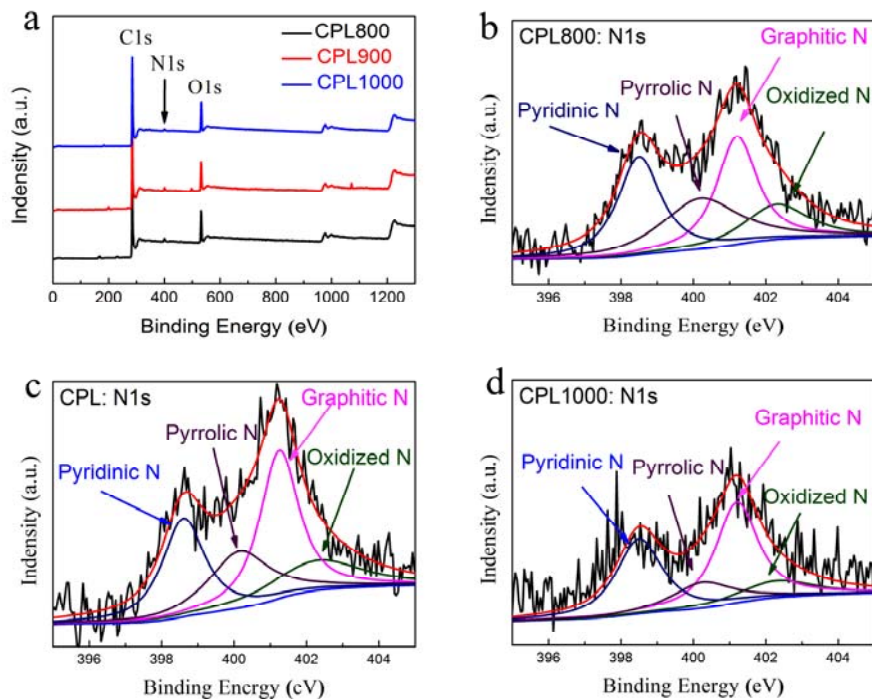 a
CPL800
CPL900
CPL1000
C1s
N1s
O1s
Indensity (a.u.)
0 200 400 600 800 1000 1200
Binding Energy (eV)
b
CPL800: N1s
Graphitic N
Pyrrolic N
Oxidized N
Pyridinic N
Indensity (a.u.)
396 398 400 402 404
Binding Energy (eV)
c
CPL: N1s
Graphitic N
Pyrrolic N
Oxidized N
Pyridinic N
Indensity (a.u.)
396 398 400 402 404
Binding Encrgy (cV)
d
CPL1000: N1s
Graphitic N
Pyridinic N
Pyrrolic N
Oxidized N
Indensity (a.u.)
396 398 400 402 404
Binding Energy (eV)